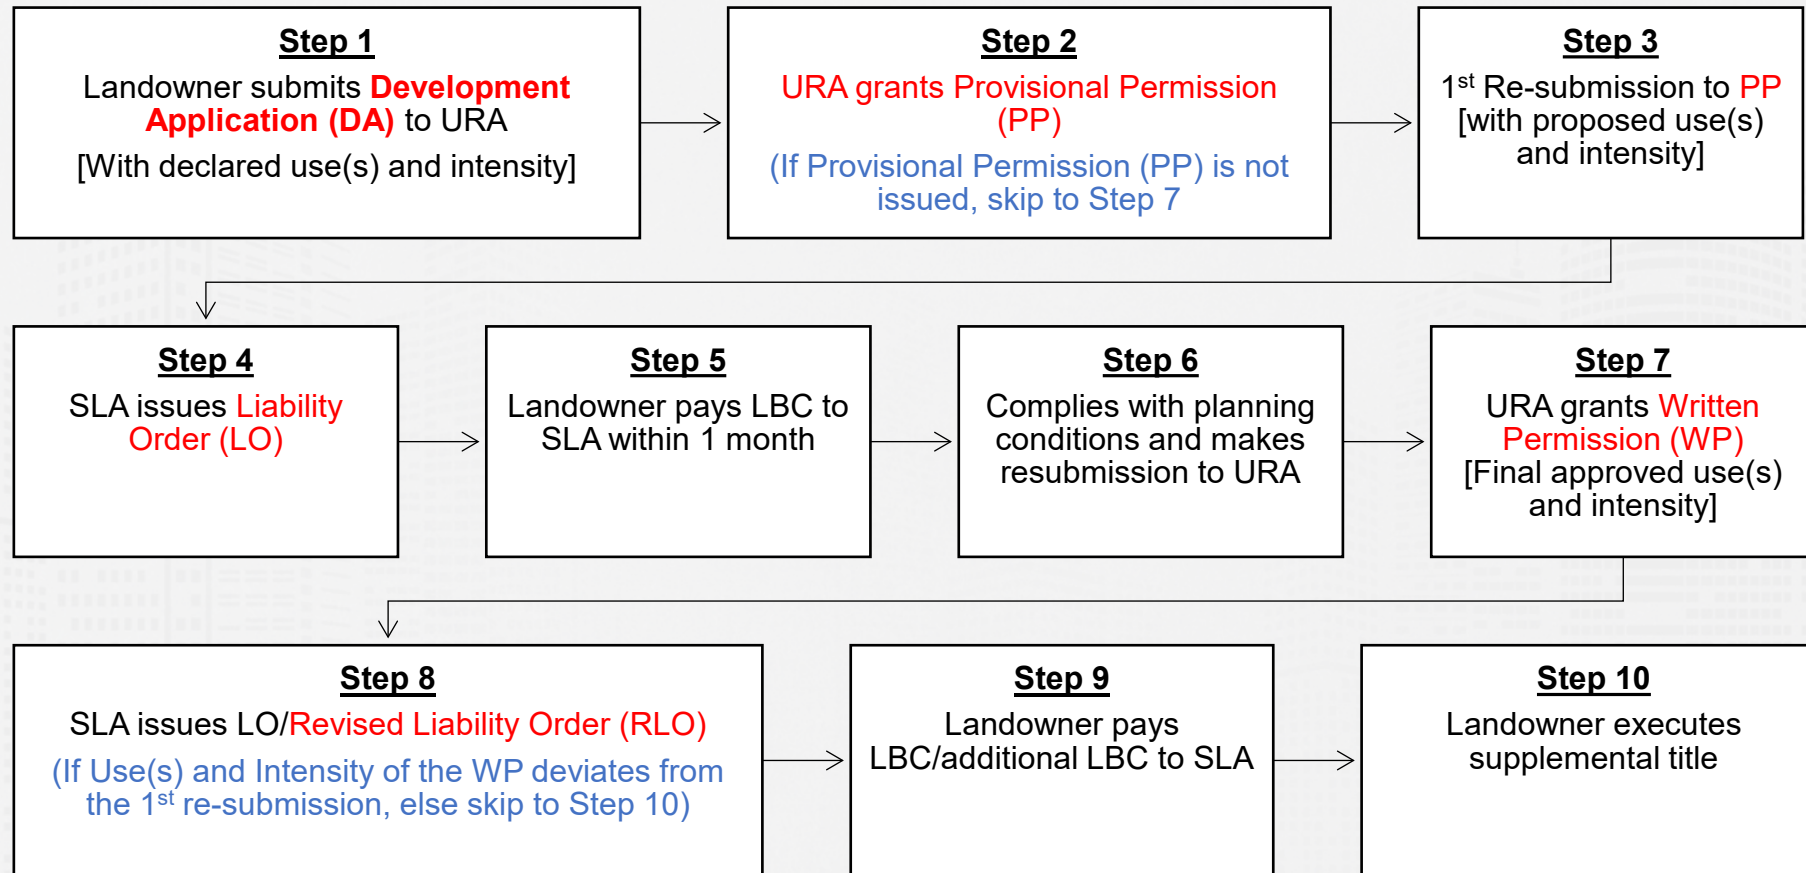 Step 1
Landowner submits Development
Application (DA) to URA
[With declared use(s) and intensity]
Step 2
URA grants Provisional Permission
(PP)
(If Provisional Permission (PP) is not
issued, skip to Step 7
Step 3
1st Re-submission to PP
[with proposed use(s)
and intensity]
Step 4
SLA issues Liability
Order (LO)
Step 5
Landowner pays LBC to
SLA within 1 month
Step 6
Complies with planning
conditions and makes
resubmission to URA
Step 7
URA grants Written
Permission (WP)
[Final approved use(s)
and intensity]
Step 8
SLA issues LO/Revised Liability Order (RLO)
(If Use(s) and Intensity of the WP deviates from
the 1st re-submission, else skip to Step 10)
Step 9
Landowner pays
LBC/additional LBC to SLA
Step 10
Landowner executes
supplemental title